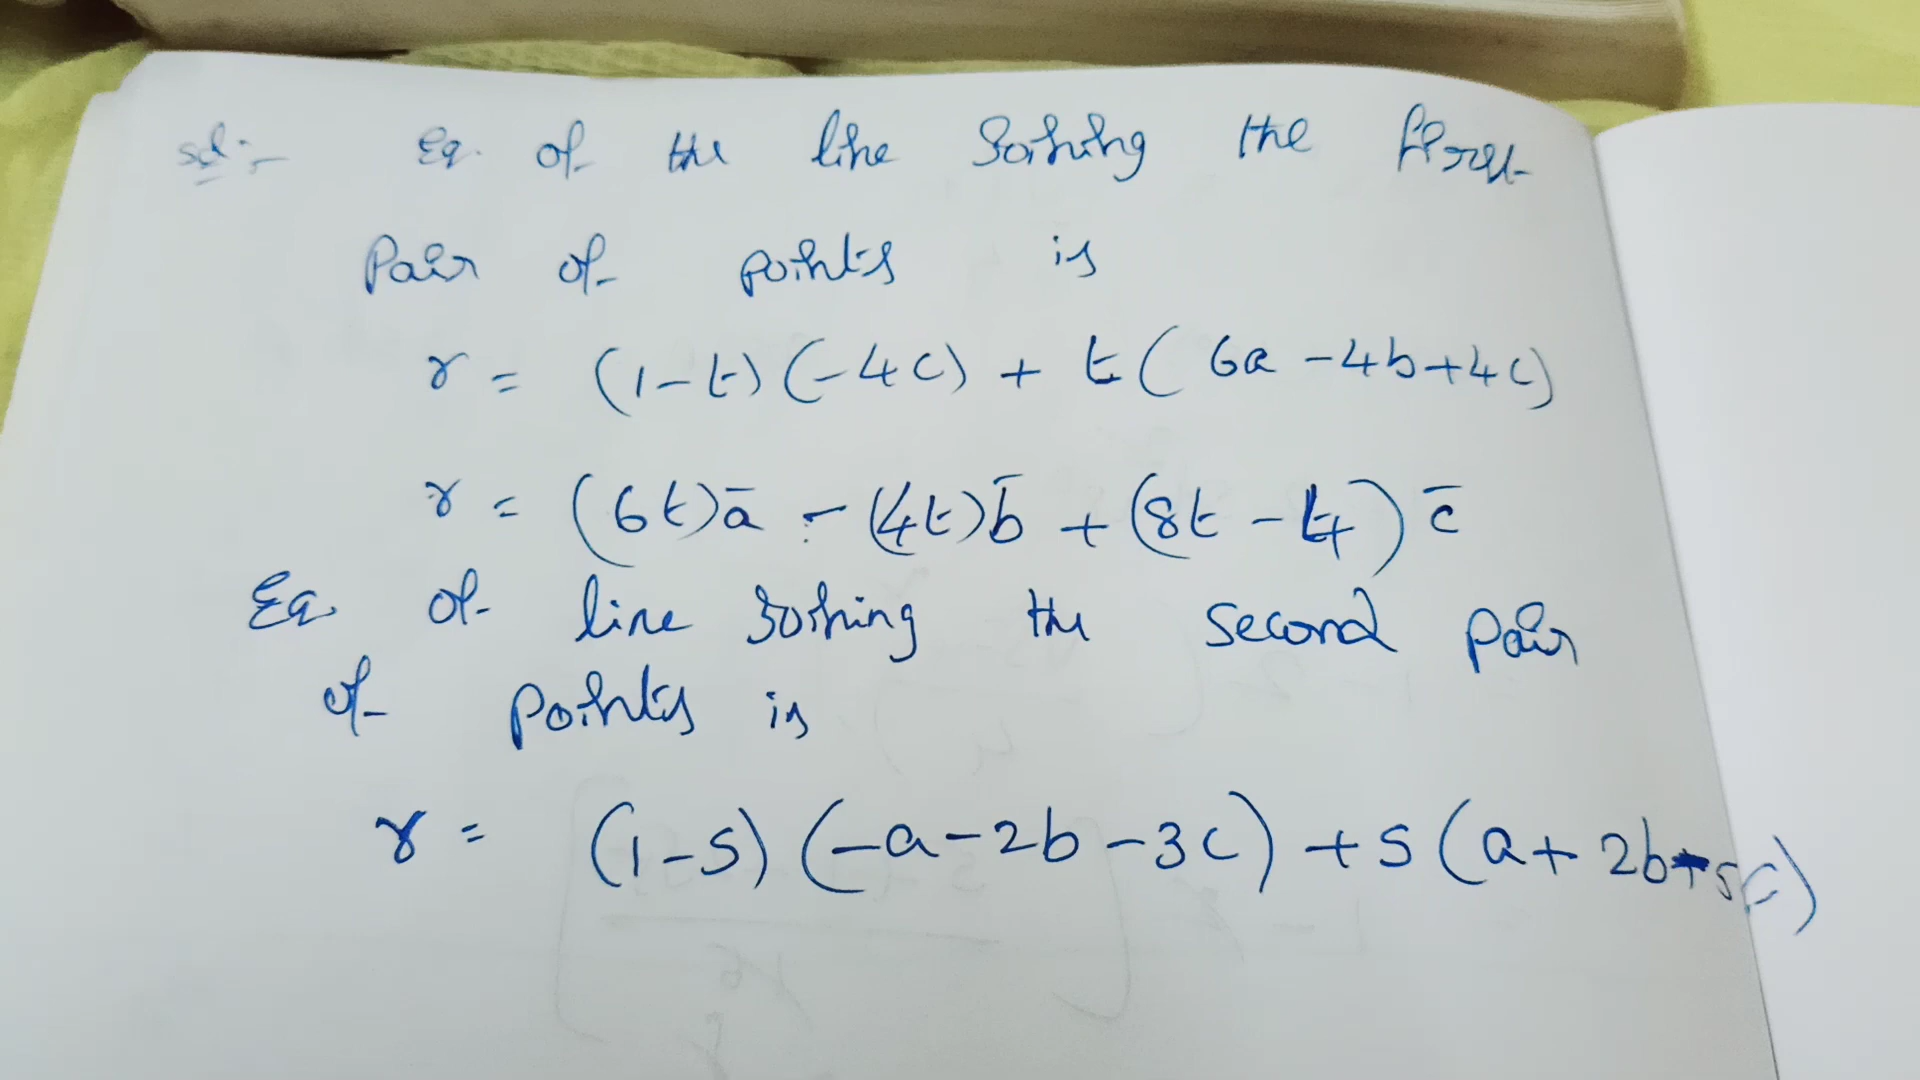 sol:- Eq. of the line joining the first
pair of points is
r = (1-t)(-4c) + t(6a-4b+4c)
r = (6t)a̅ - (4t)b̅ + (8t-4)c̅
Eq of line joining the second pair
of points is
r = (1-s)(-a-2b-3c)+s(a+2b-5c)